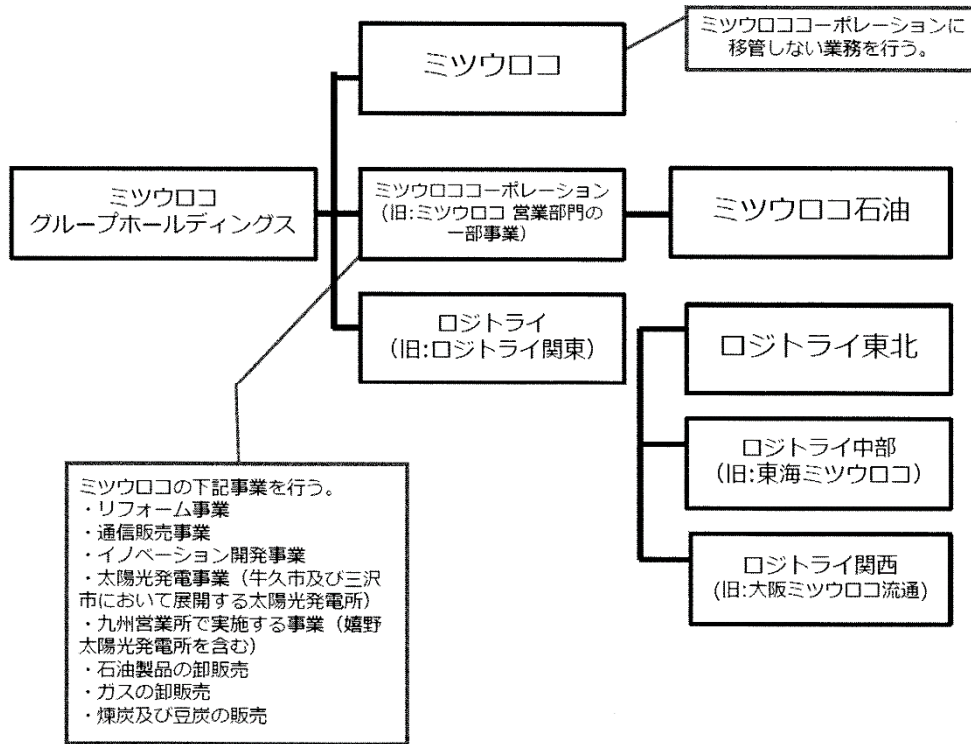 ミツウロコ
ミツウロココーポレーションに
移管しない業務を行う。
ミツウロコ
グループホールディングス
ミツウロココーポレーション
(旧:ミツウロコ 営業部門の
一部事業)
ミツウロコ石油
ロジトライ
(旧:ロジトライ関東)
ロジトライ東北
ロジトライ中部
(旧:東海ミツウロコ)
ロジトライ関西
(旧:大阪ミツウロコ流通)
ミツウロコの下記事業を行う。
・リフォーム事業
・通信販売事業
・イノベーション開発事業
・太陽光発電事業(牛久市及び三沢
市において展開する太陽光発電所)
・九州営業所で実施する事業(嬉野
太陽光発電所を含む)
・石油製品の卸販売
・ガスの卸販売
・煉炭及び豆炭の販売